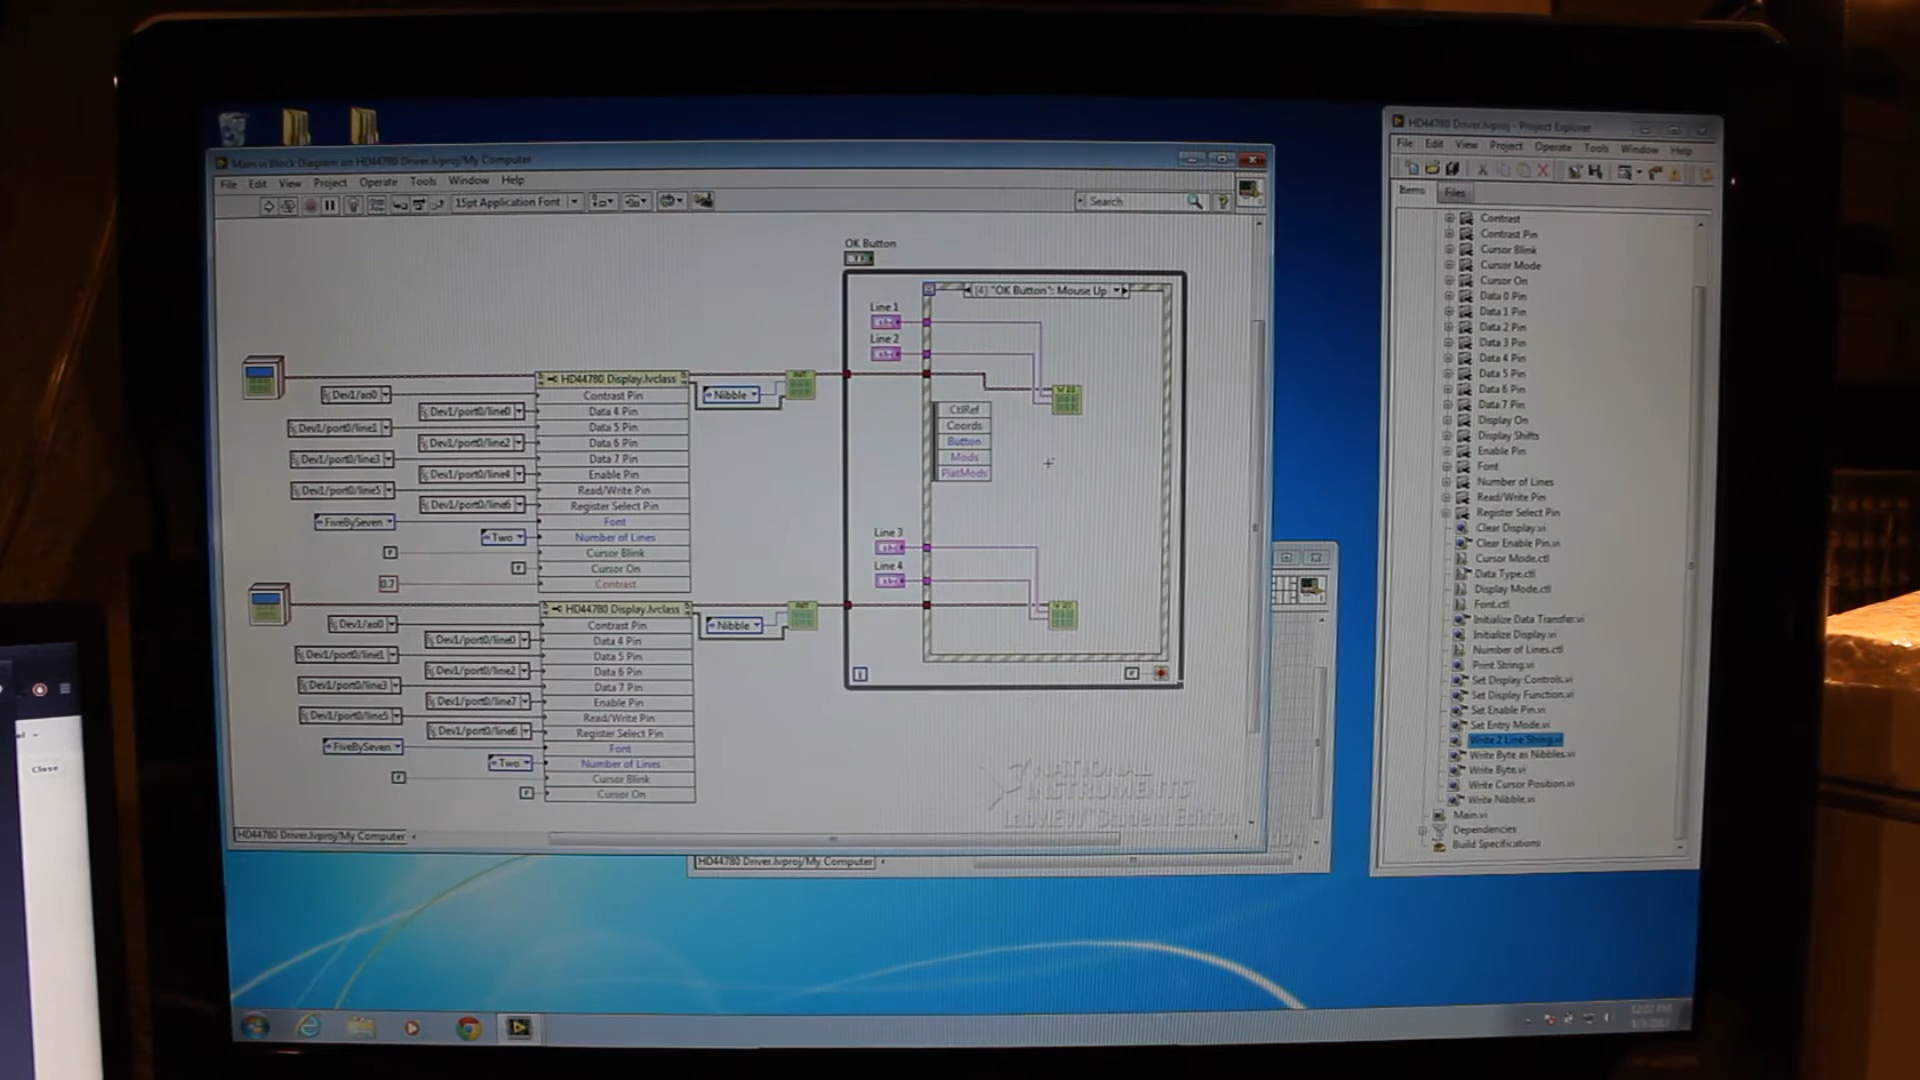 Main.vi Block Diagram on HD44780 Driver.lvproj/My Computer
File Edit View Project Operate Tools Window Help
15pt Application Font
Search
OK Button
[4] "OK Button": Mouse Up
Line 1
abc
Line 2
abc
HD44780 Display.lvclass
Nibble
Dev1/ao0
Contrast Pin
Dev1/port0/line0
Data 4 Pin
Dev1/port0/line1
Data 5 Pin
Dev1/port0/line2
Data 6 Pin
Dev1/port0/line3
Data 7 Pin
Dev1/port0/line4
Enable Pin
Dev1/port0/line5
Read/Write Pin
Dev1/port0/line6
Register Select Pin
FiveBySeven
Font
Two
Number of Lines
F
Cursor Blink
F
Cursor On
0.7
Contrast
CtlRef
Coords
Button
Mods
PlatMods
Line 3
abc
Line 4
abc
HD44780 Display.lvclass
Nibble
Dev1/ao0
Contrast Pin
Dev1/port0/line0
Data 4 Pin
Dev1/port0/line1
Data 5 Pin
Dev1/port0/line2
Data 6 Pin
Dev1/port0/line3
Data 7 Pin
Dev1/port0/line7
Enable Pin
Dev1/port0/line5
Read/Write Pin
Dev1/port0/line6
Register Select Pin
FiveBySeven
Font
Two
Number of Lines
F
Cursor Blink
F
Cursor On
i
F
NATIONAL
INSTRUMENTS
LabVIEW Student Edition
HD44780 Driver.lvproj/My Computer
HD44780 Driver.lvproj/My Computer
HD44780 Driver.lvproj - Project Explorer
File Edit View Project Operate Tools Window Help
Items Files
Contrast
Contrast Pin
Cursor Blink
Cursor Mode
Cursor On
Data 0 Pin
Data 1 Pin
Data 2 Pin
Data 3 Pin
Data 4 Pin
Data 5 Pin
Data 6 Pin
Data 7 Pin
Display On
Display Shifts
Enable Pin
Font
Number of Lines
Read/Write Pin
Register Select Pin
Clear Display.vi
Clear Enable Pin.vi
Cursor Mode.ctl
Data Type.ctl
Display Mode.ctl
Font.ctl
Initialize Data Transfer.vi
Initialize Display.vi
Number of Lines.ctl
Print String.vi
Set Display Controls.vi
Set Display Function.vi
Set Enable Pin.vi
Set Entry Mode.vi
Write 2 Line String.vi
Write Byte as Nibbles.vi
Write Byte.vi
Write Cursor Position.vi
Write Nibble.vi
Main.vi
Dependencies
Build Specifications
Close
12:02 PM